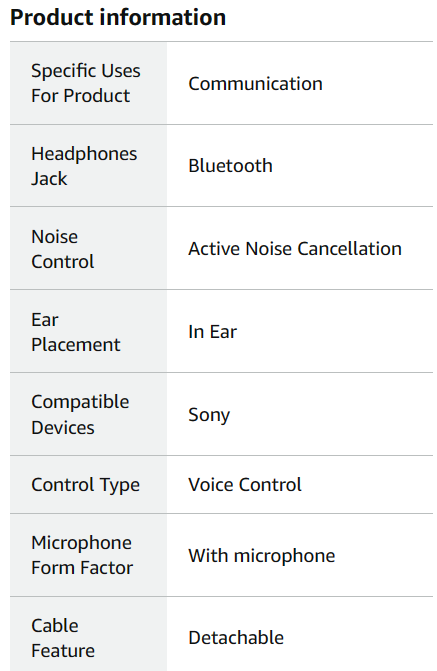 Product information
Specific Uses
For Product
Communication
Headphones
Jack
Bluetooth
Noise
Control
Active Noise Cancellation
Ear
Placement
In Ear
Compatible
Devices
Sony
Control Type
Voice Control
Microphone
Form Factor
With microphone
Cable
Feature
Detachable